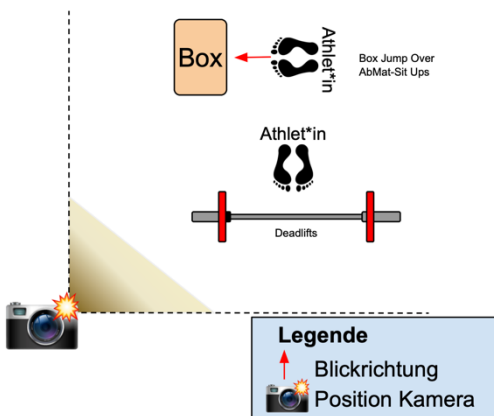 Box
Athlet*in
Box Jump Over
AbMat-Sit Ups
Athlet*in
Deadlifts
Legende
Blickrichtung
Position Kamera